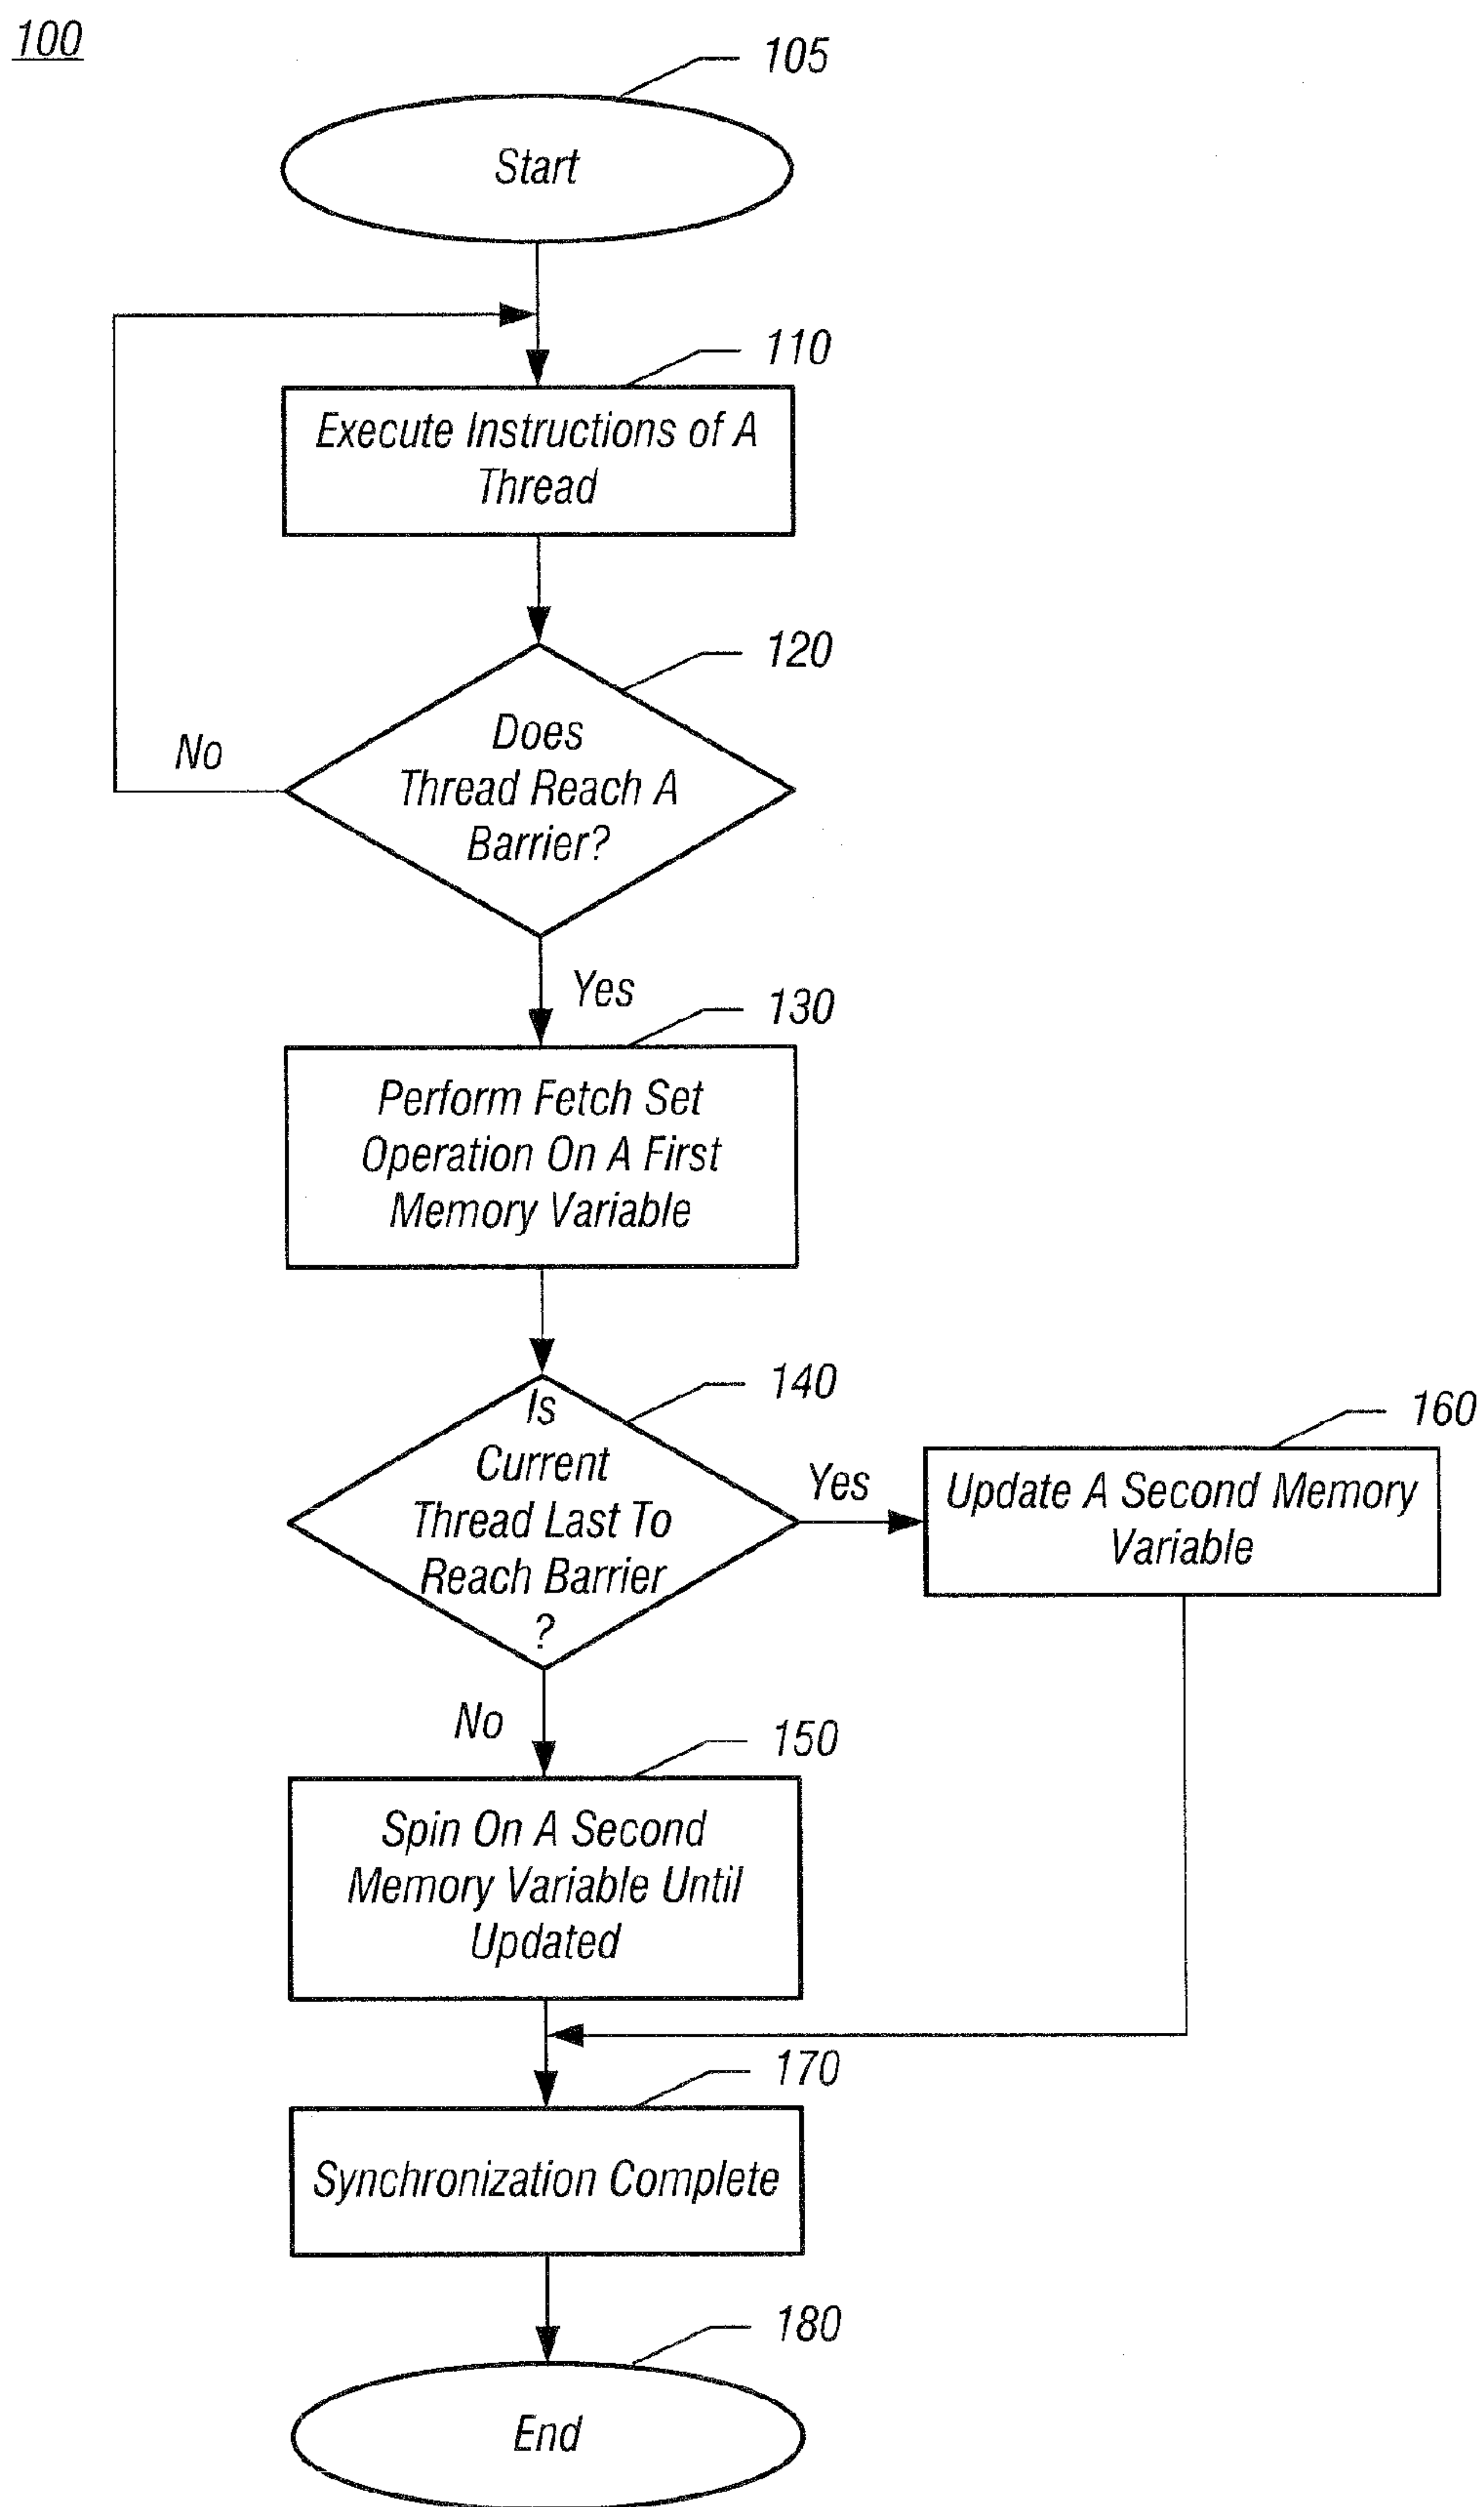 100
105
Start
110
Execute Instructions of A
Thread
120
Does
Thread Reach A
Barrier?
No
Yes
130
Perform Fetch Set
Operation On A First
Memory Variable
140
Is
Current
Thread Last To
Reach Barrier
?
Yes
160
Update A Second Memory
Variable
No
150
Spin On A Second
Memory Variable Until
Updated
170
Synchronization Complete
180
End